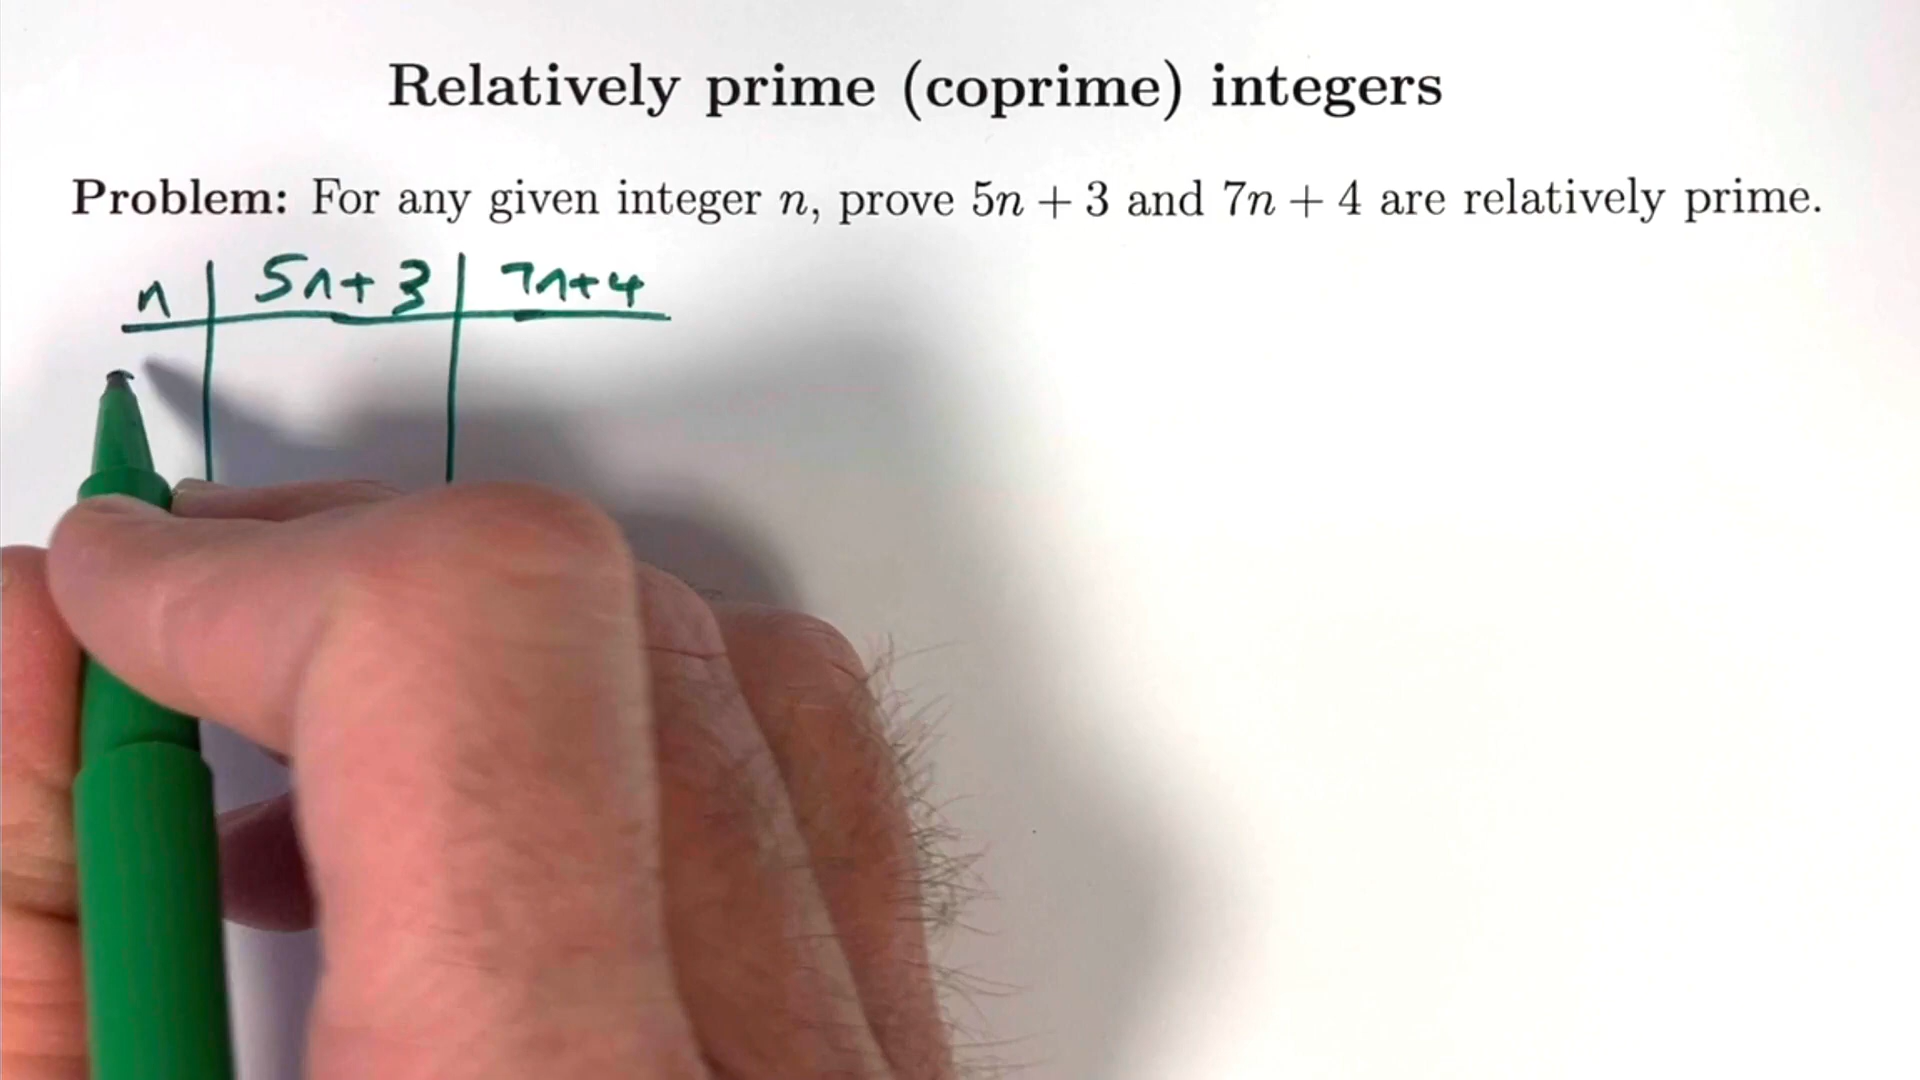 Relatively prime (coprime) integers
Problem: For any given integer n, prove 5n + 3 and 7n + 4 are relatively prime.
n 5n+3 7n+4